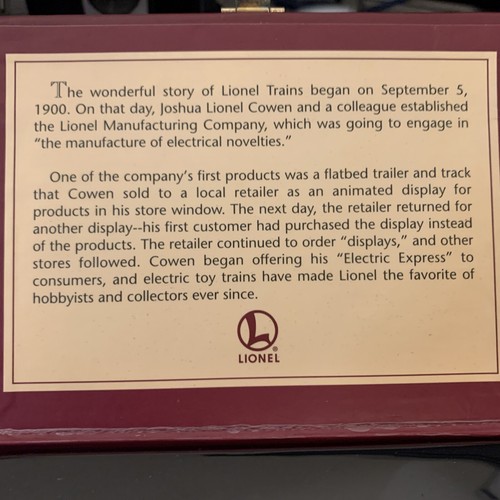 The wonderful story of Lionel Trains began on September 5,
1900. On that day, Joshua Lionel Cowen and a colleague established
the Lionel Manufacturing Company, which was going to engage in
“the manufacture of electrical novelties.”
One of the company’s first products was a flatbed trailer and track
that Cowen sold to a local retailer as an animated display for
products in his store window. The next day, the retailer returned for
another display--his first customer had purchased the display instead
of the products. The retailer continued to order “displays,” and other
stores followed. Cowen began offering his “Electric Express” to
consumers, and electric toy trains have made Lionel the favorite of
hobbyists and collectors ever since.
L
®
LIONEL